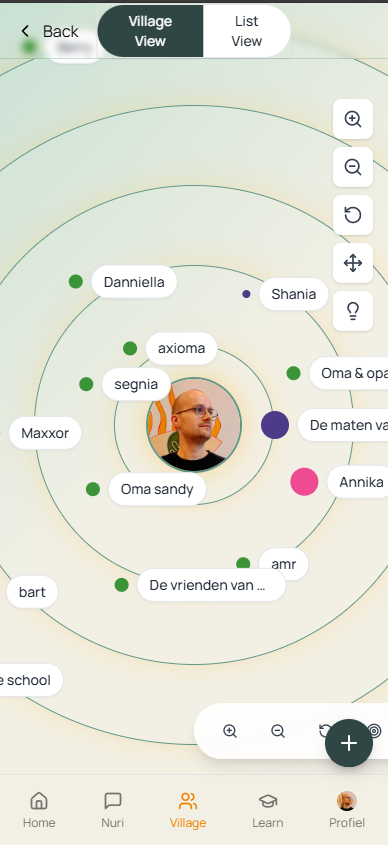 Back
Village
View
List
View
Berry
Danniella
Shania
axioma
Oma & opa
segnia
De maten va
Maxxor
Annika
Oma sandy
amr
De vrienden van ...
bart
e school
Home
Nuri
Village
Learn
Profiel